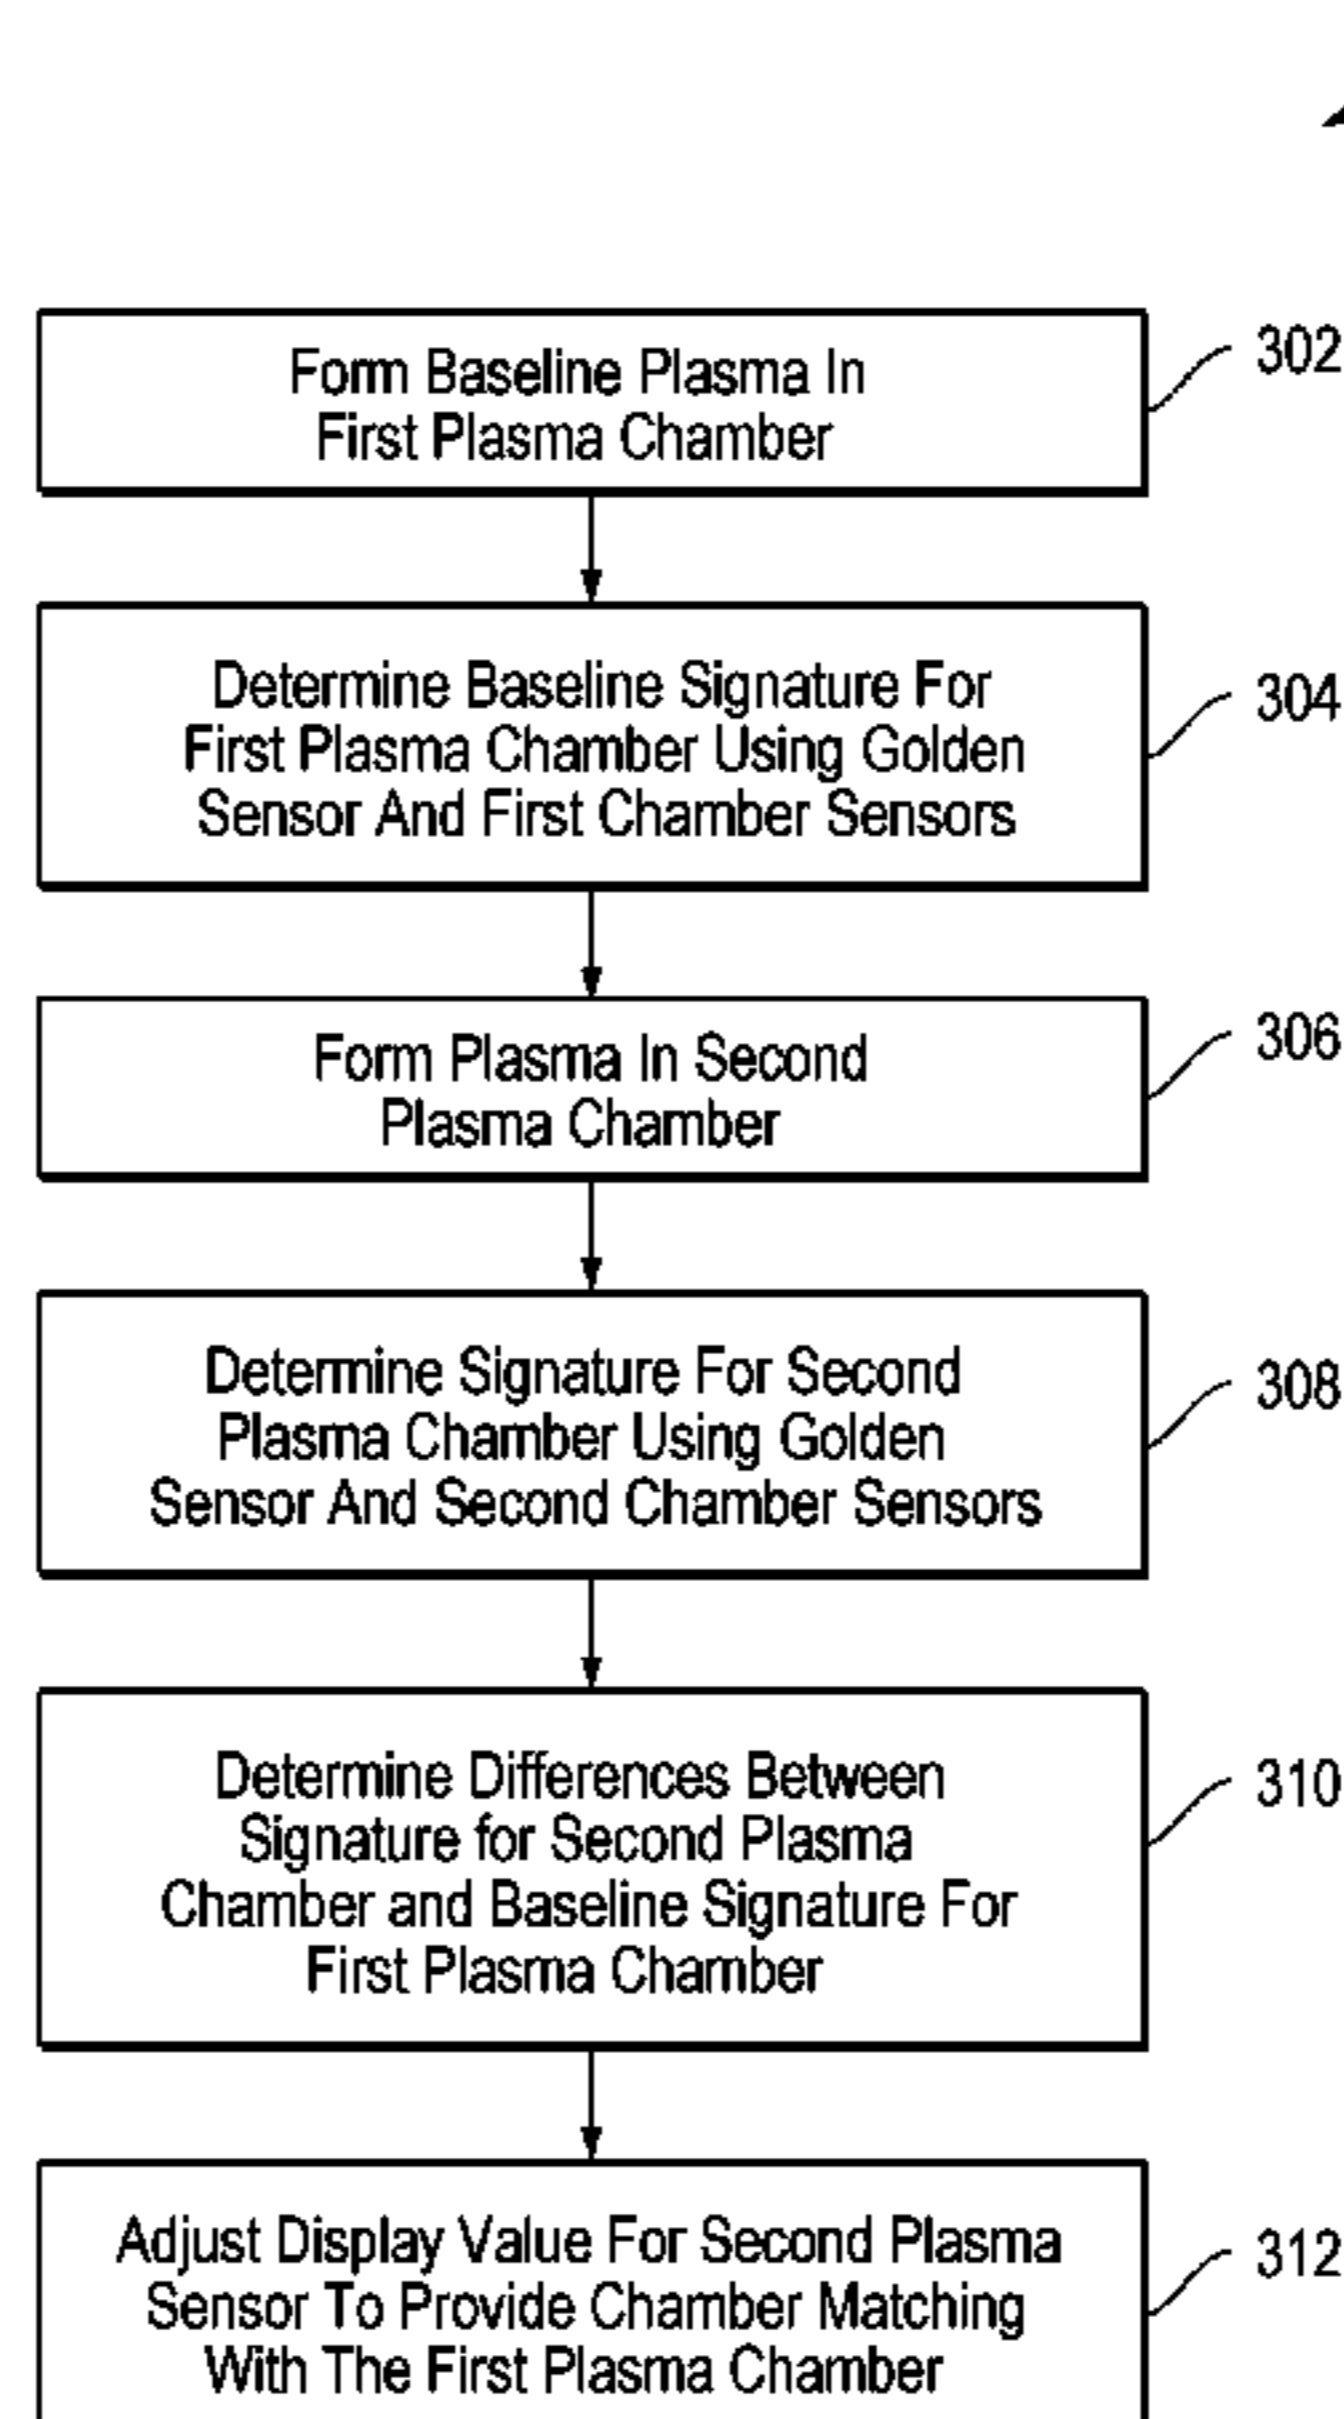 Form Baseline Plasma In
First Plasma Chamber
302
Determine Baseline Signature For
First Plasma Chamber Using Golden
Sensor And First Chamber Sensors
304
Form Plasma In Second
Plasma Chamber
306
Determine Signature For Second
Plasma Chamber Using Golden
Sensor And Second Chamber Sensors
308
Determine Differences Between
Signature for Second Plasma
Chamber and Baseline Signature For
First Plasma Chamber
310
Adjust Display Value For Second Plasma
Sensor To Provide Chamber Matching
With The First Plasma Chamber
312